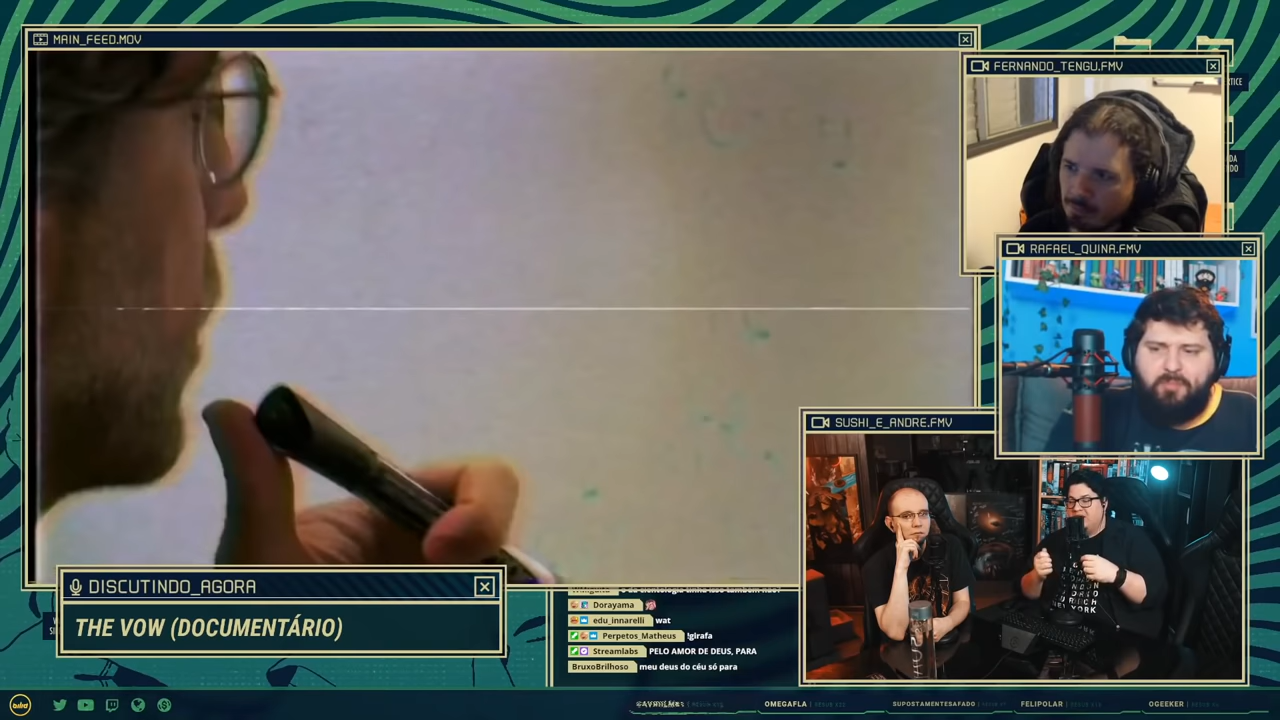 MAIN_FEED.MOV
FERNANDO_TENGU.FMV
RAFAEL_QUINA.FMV
SUSHI_E_ANDRE.FMV
DISCUTINDO_AGORA
THE VOW (DOCUMENTÁRIO)
Dorayama
edu_innarelli wat
Perpetos_Matheus !girafa
Streamlabs PELO AMOR DE DEUS, PARA
BruxoBrilhoso meu deus do céu só para
OMEGAFLA
SUPOSTAMENTESAFADO
FELIPOLAR
OGEEKER